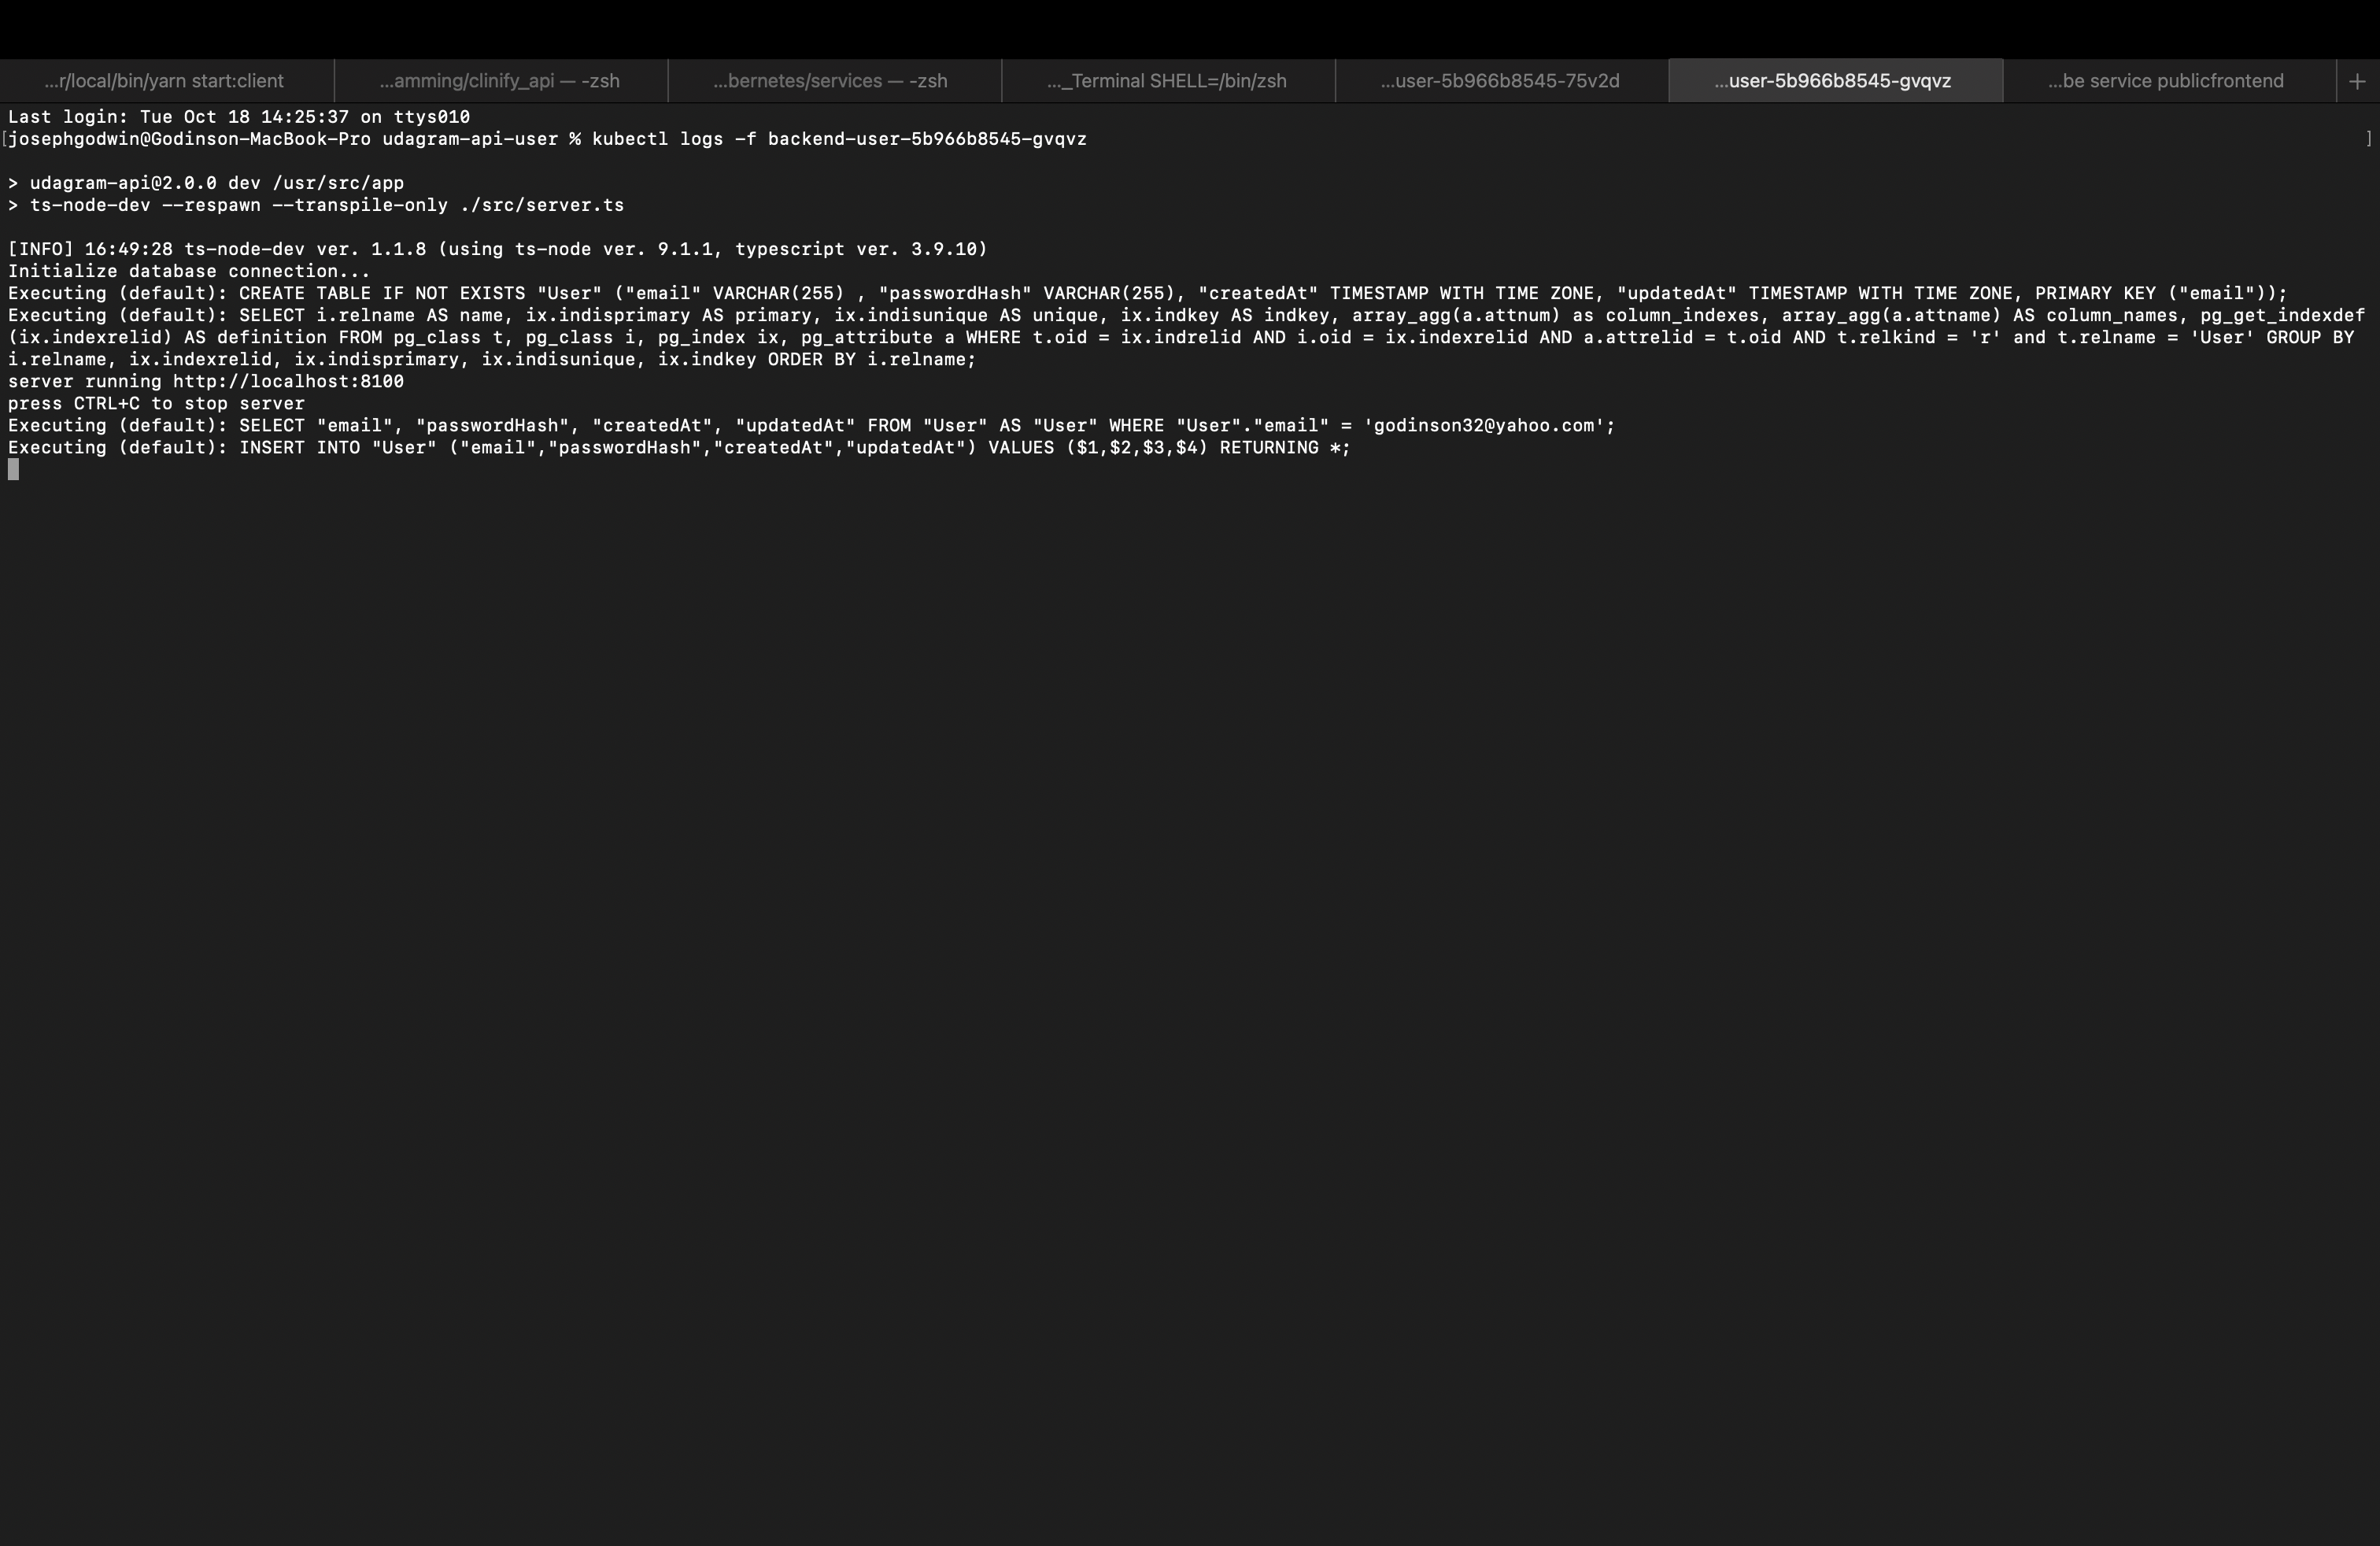 ...r/local/bin/yarn start:client ...amming/clinify_api — -zsh ...bernetes/services — -zsh ..._Terminal SHELL=/bin/zsh ...user-5b966b8545-75v2d ...user-5b966b8545-gvqvz ...be service publicfrontend +
Last login: Tue Oct 18 14:25:37 on ttys010
[josephgodwin@Godinson-MacBook-Pro udagram-api-user % kubectl logs -f backend-user-5b966b8545-gvqvz ]
> udagram-api@2.0.0 dev /usr/src/app
> ts-node-dev --respawn --transpile-only ./src/server.ts
[INFO] 16:49:28 ts-node-dev ver. 1.1.8 (using ts-node ver. 9.1.1, typescript ver. 3.9.10)
Initialize database connection...
Executing (default): CREATE TABLE IF NOT EXISTS "User" ("email" VARCHAR(255) , "passwordHash" VARCHAR(255), "createdAt" TIMESTAMP WITH TIME ZONE, "updatedAt" TIMESTAMP WITH TIME ZONE, PRIMARY KEY ("email"));
Executing (default): SELECT i.relname AS name, ix.indisprimary AS primary, ix.indisunique AS unique, ix.indkey AS indkey, array_agg(a.attnum) as column_indexes, array_agg(a.attname) AS column_names, pg_get_indexdef
(ix.indexrelid) AS definition FROM pg_class t, pg_class i, pg_index ix, pg_attribute a WHERE t.oid = ix.indrelid AND i.oid = ix.indexrelid AND a.attrelid = t.oid AND t.relkind = 'r' and t.relname = 'User' GROUP BY
i.relname, ix.indexrelid, ix.indisprimary, ix.indisunique, ix.indkey ORDER BY i.relname;
server running http://localhost:8100
press CTRL+C to stop server
Executing (default): SELECT "email", "passwordHash", "createdAt", "updatedAt" FROM "User" AS "User" WHERE "User"."email" = 'godinson32@yahoo.com';
Executing (default): INSERT INTO "User" ("email","passwordHash","createdAt","updatedAt") VALUES ($1,$2,$3,$4) RETURNING *;